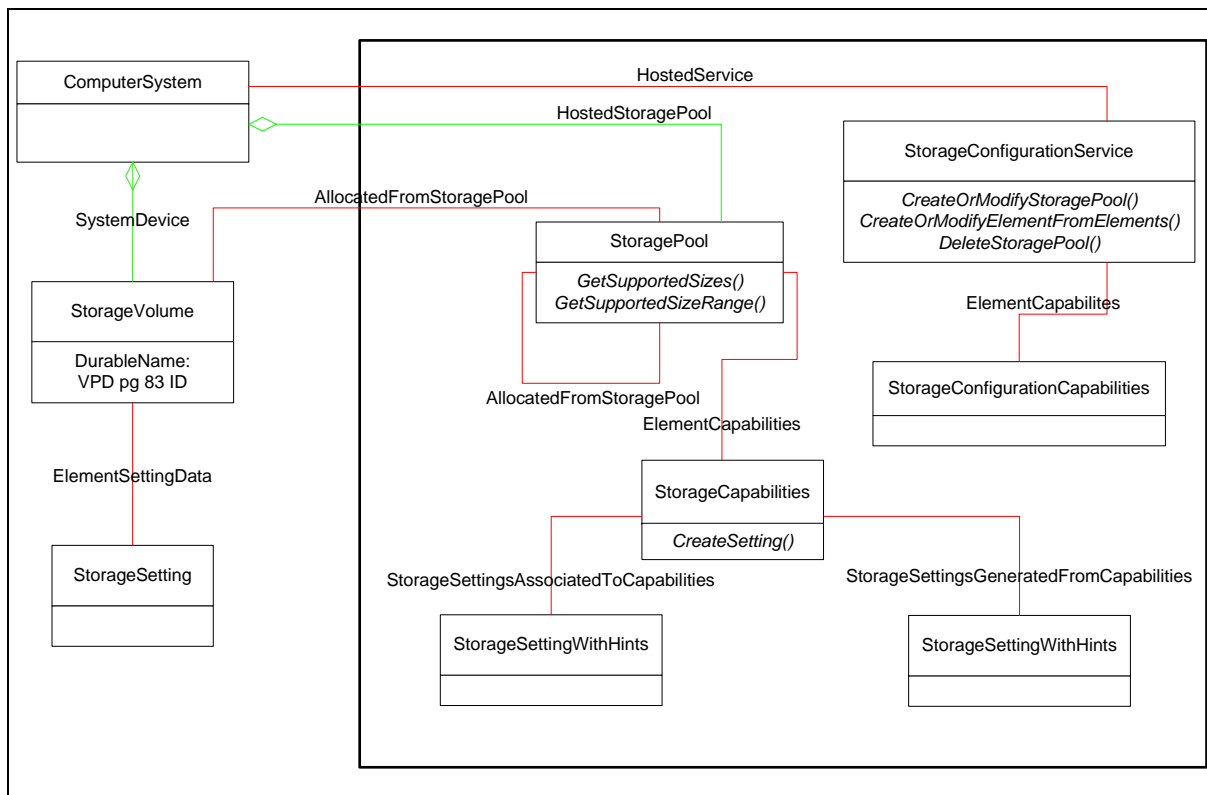 HostedService
ComputerSystem
HostedStoragePool
StorageConfigurationService
CreateOrModifyStoragePool()
CreateOrModifyElementFromElements()
DeleteStoragePool()
AllocatedFromStoragePool
SystemDevice
StoragePool
GetSupportedSizes()
GetSupportedSizeRange()
ElementCapabilites
StorageVolume
DurableName:
VPD pg 83 ID
StorageConfigurationCapabilities
AllocatedFromStoragePool
ElementCapabilities
ElementSettingData
StorageCapabilities
CreateSetting()
StorageSetting
StorageSettingsAssociatedToCapabilities
StorageSettingsGeneratedFromCapabilities
StorageSettingWithHints
StorageSettingWithHints